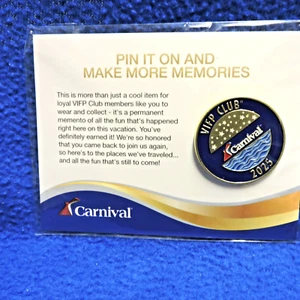 PIN IT ON AND
MAKE MORE MEMORIES
This is more than just a cool item for
loyal VIFP Club members like you to
wear and collect - it's a permanent
memento of all the fun that's happened
right here on this vacation. You've
definitely earned it! We're so honored
that you came back to join us again,
so here's to the places we've traveled...
and all the fun that's still to come!
Carnival
VIFP CLUB
Carnival
2025